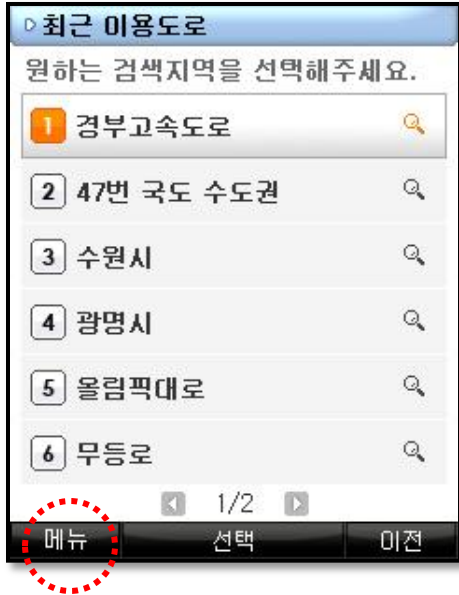 최근 이용도로
원하는 검색지역을 선택해주세요.
1 경부고속도로
2 47번 국도 수도권
3 수원시
4 광명시
5 올림픽대로
6 무등로
1/2
메뉴 선택 이전